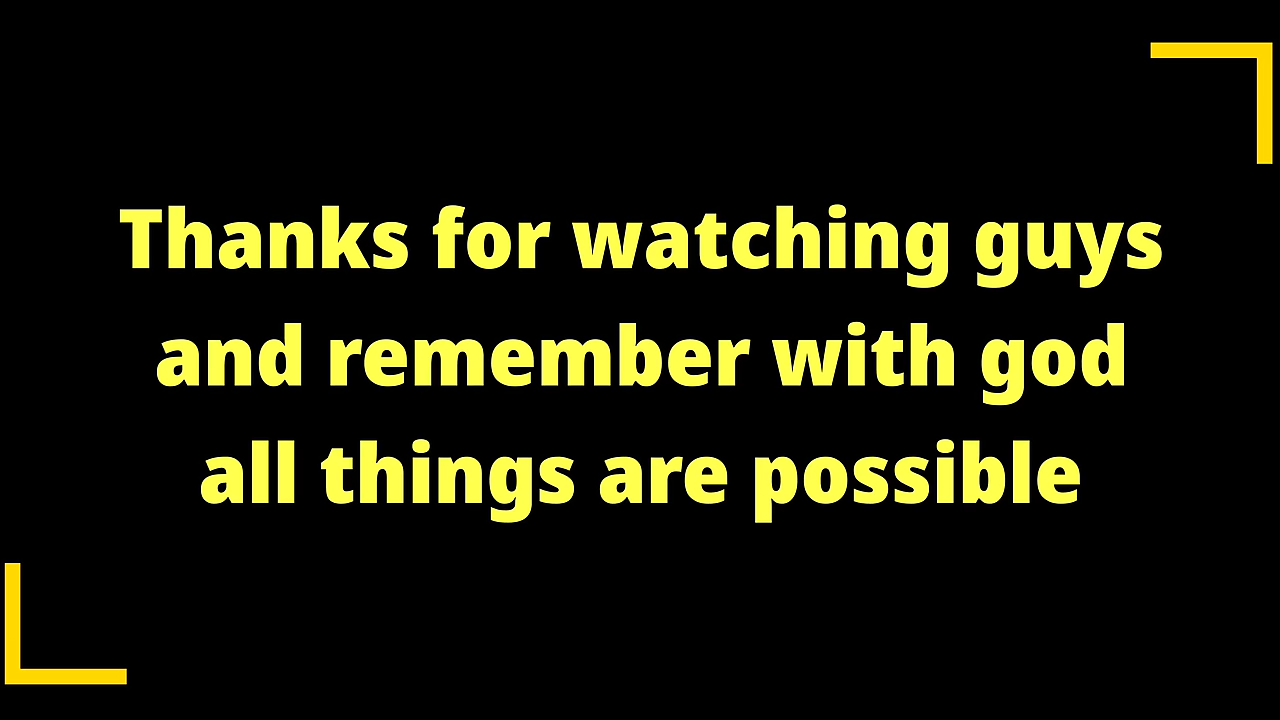 Thanks for watching guys
and remember with god
all things are possible